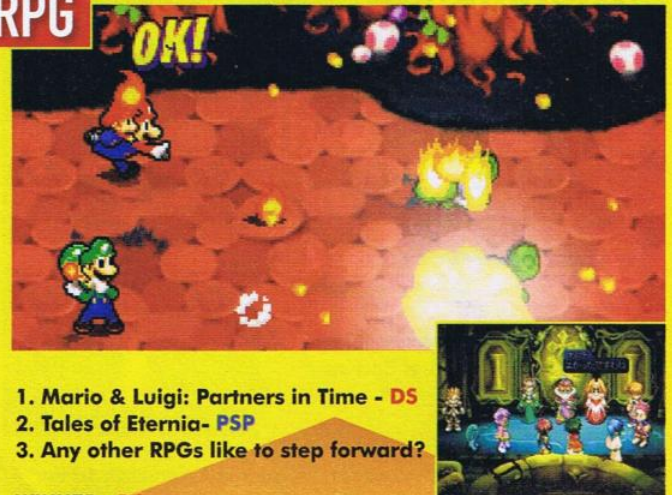 RPG
OK!
1. Mario & Luigi: Partners in Time - DS
2. Tales of Eternia- PSP
3. Any other RPGs like to step forward?